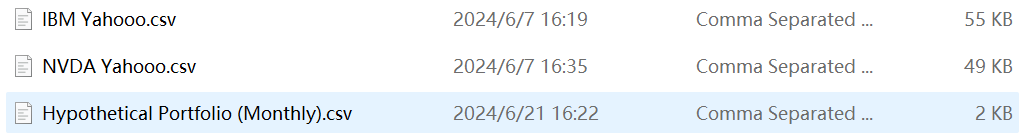 IBM Yahooo.csv 2024/6/7 16:19 Comma Separated ... 55 KB
NVDA Yahooo.csv 2024/6/7 16:35 Comma Separated ... 49 KB
Hypothetical Portfolio (Monthly).csv 2024/6/21 16:22 Comma Separated ... 2 KB